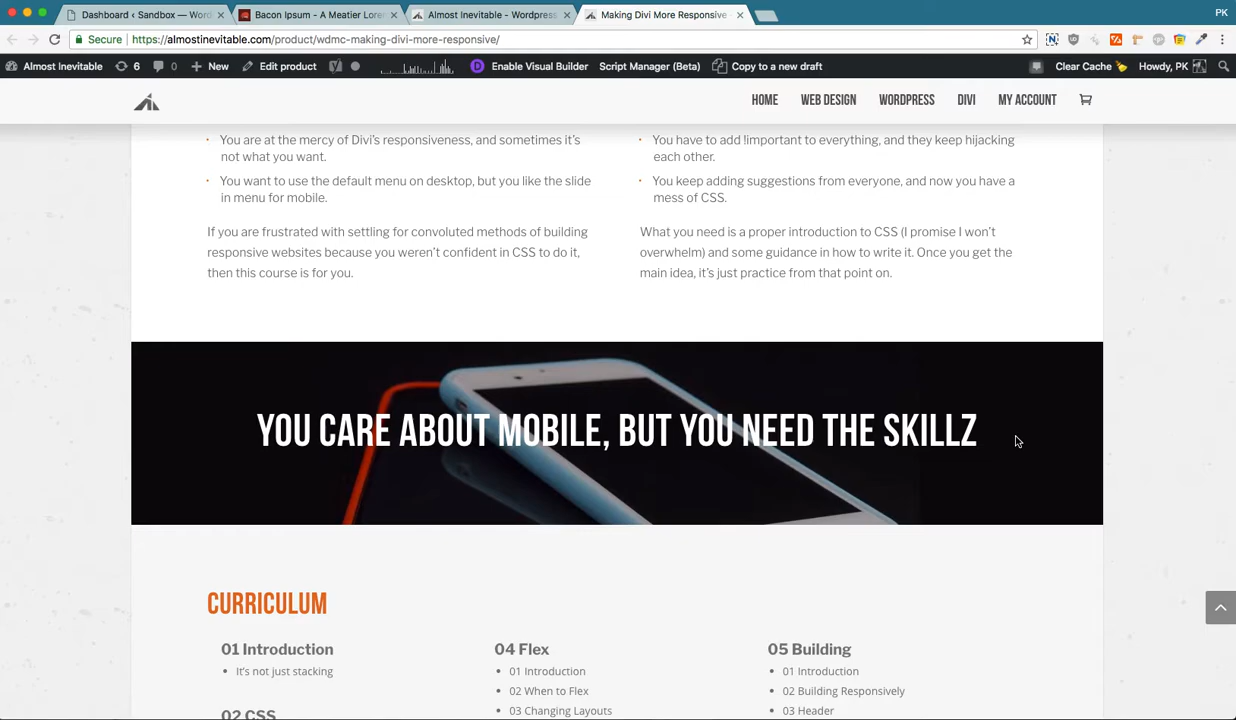 Dashboard ‹ Sandbox — Wor
Bacon Ipsum - A Meatier Lore
Almost Inevitable - Wordpress
Making Divi More Responsive
PK
Secure
https://almostinevitable.com/product/wdmc-making-divi-more-responsive/
Almost Inevitable
6
0
New
Edit product
Enable Visual Builder
Script Manager (Beta)
Copy to a new draft
Clear Cache
Howdy, PK
HOME
WEB DESIGN
WORDPRESS
DIVI
MY ACCOUNT
You are at the mercy of Divi's responsiveness, and sometimes it's
not what you want.
You want to use the default menu on desktop, but you like the slide
in menu for mobile.
If you are frustrated with settling for convoluted methods of building
responsive websites because you weren't confident in CSS to do it,
then this course is for you.
You have to add !important to everything, and they keep hijacking
each other.
You keep adding suggestions from everyone, and now you have a
mess of CSS.
What you need is a proper introduction to CSS (I promise I won't
overwhelm) and some guidance in how to write it. Once you get the
main idea, it's just practice from that point on.
YOU CARE ABOUT MOBILE, BUT YOU NEED THE SKILLZ
CURRICULUM
01 Introduction
It's not just stacking
02 CSS
04 Flex
01 Introduction
02 When to Flex
03 Changing Layouts
05 Building
01 Introduction
02 Building Responsively
03 Header